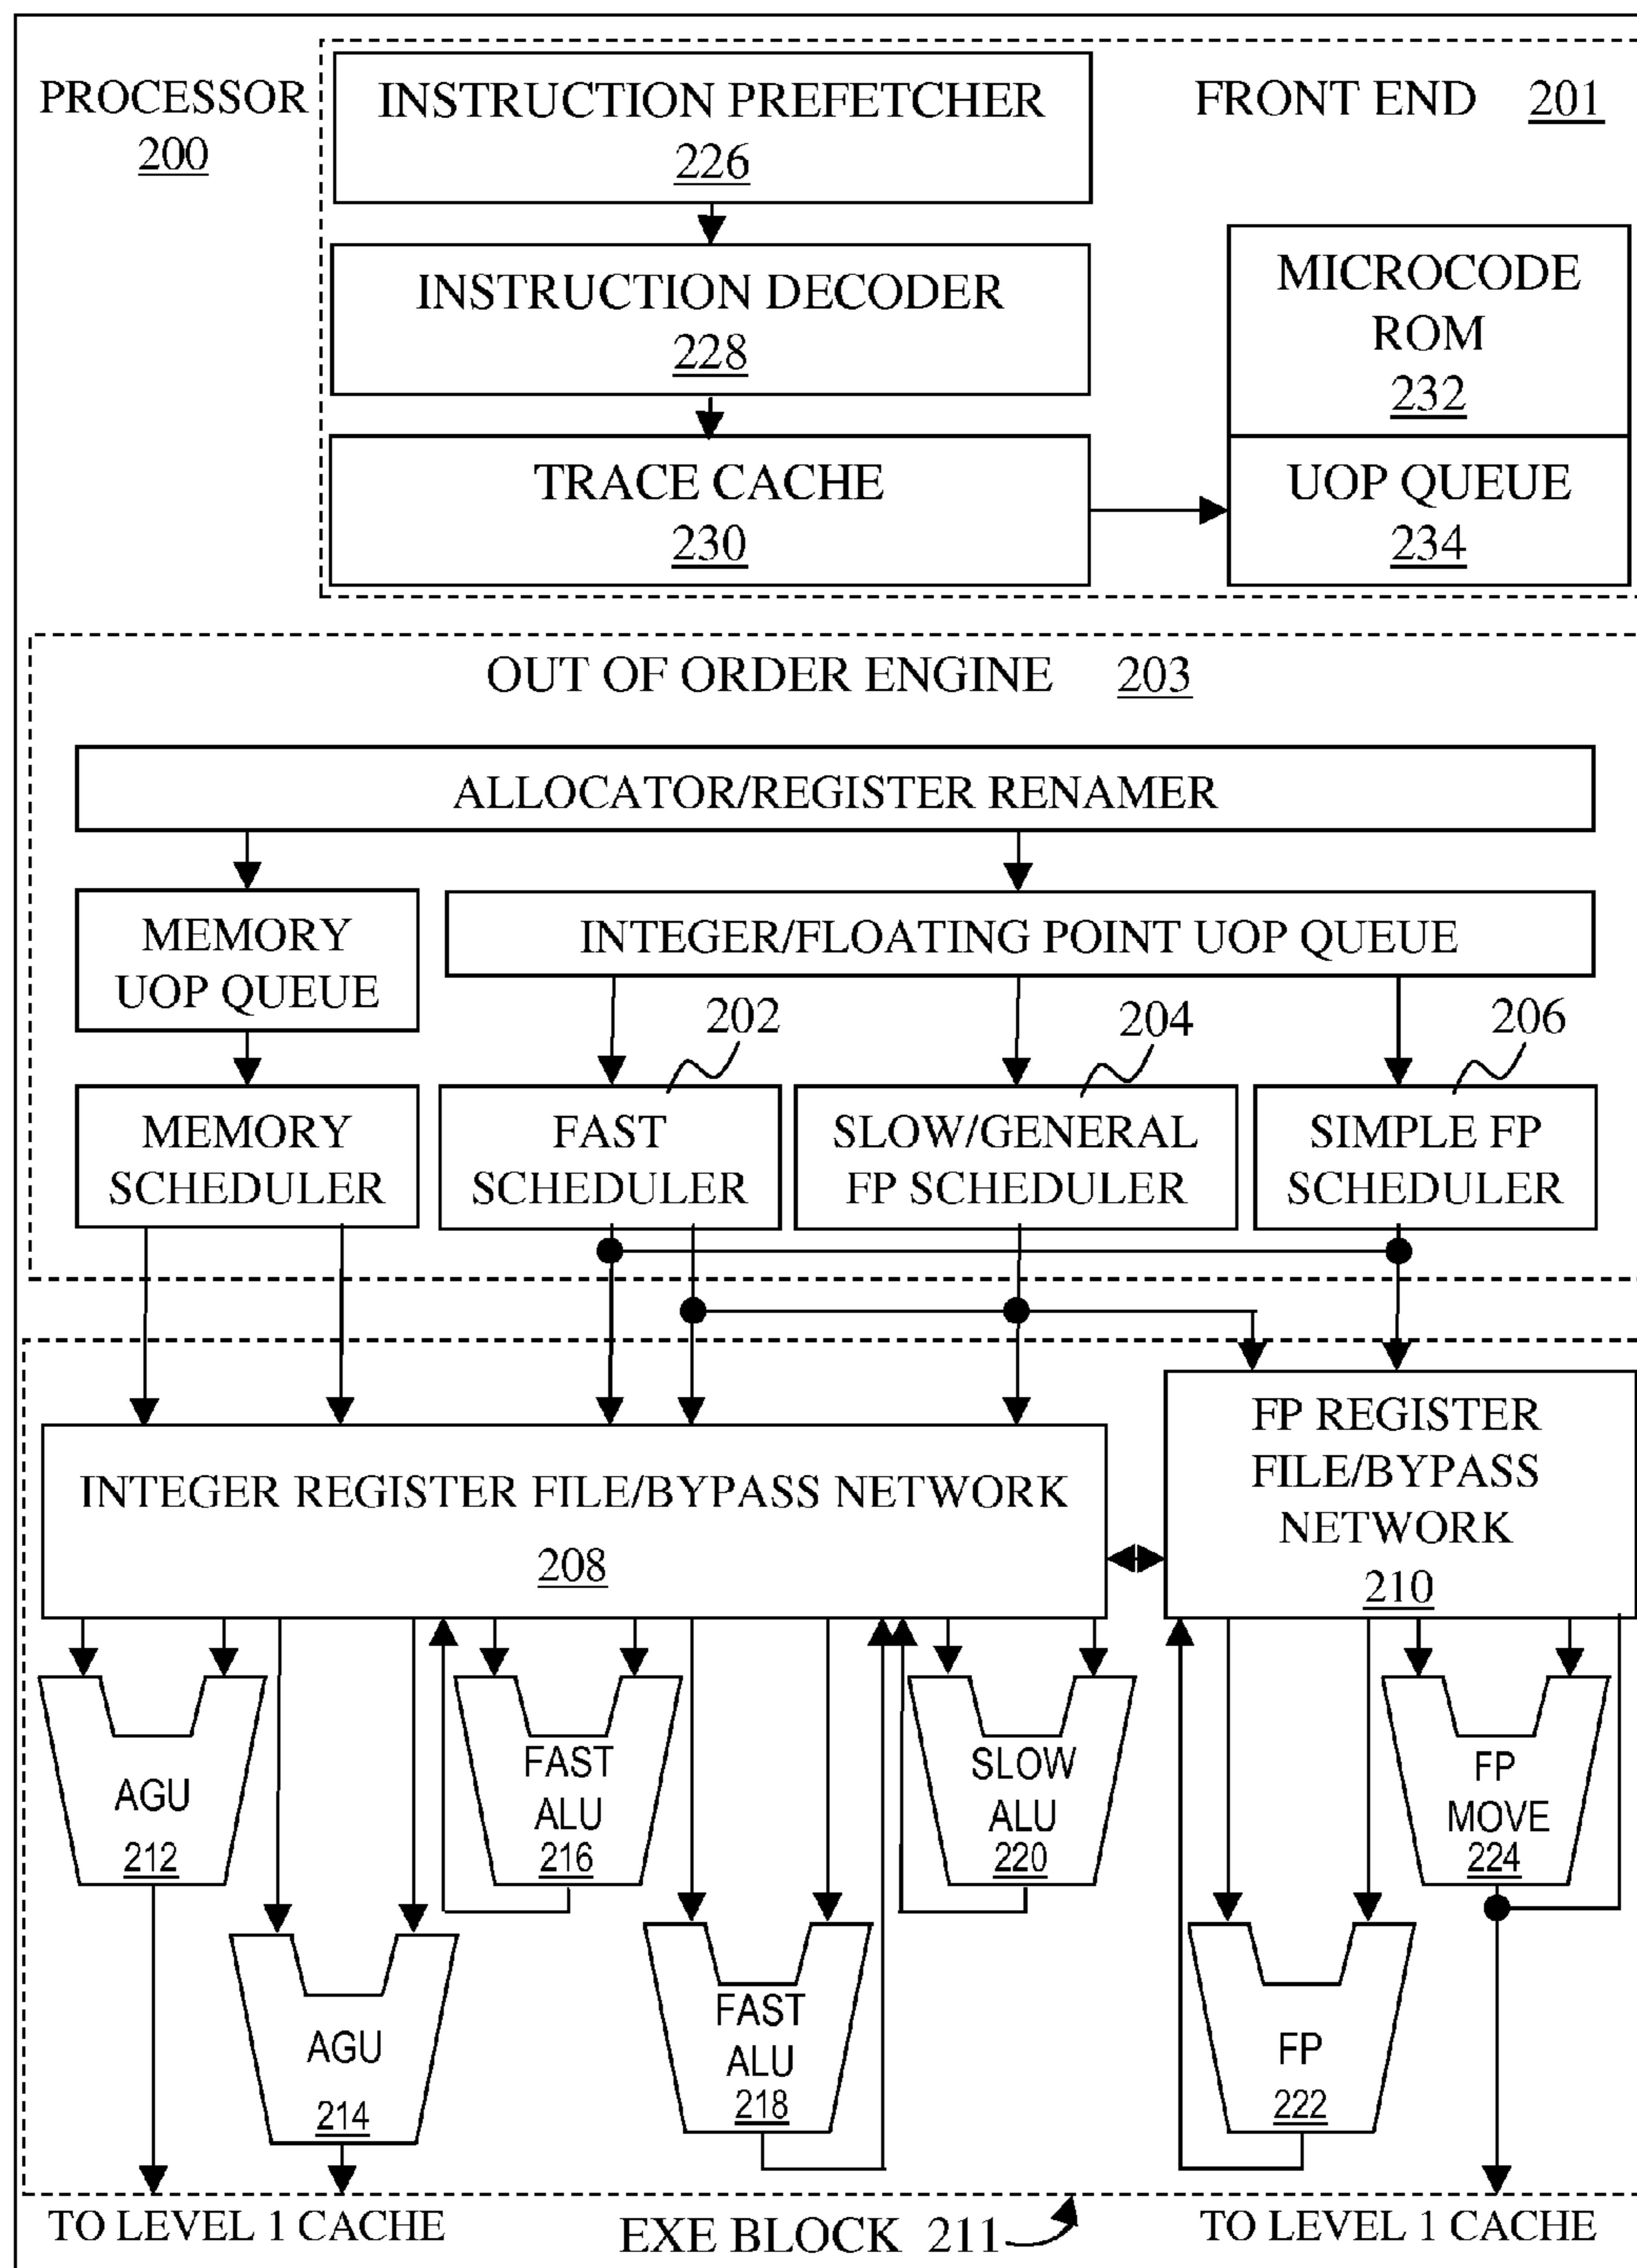 PROCESSOR
200
INSTRUCTION PREFETCHER
226
FRONT END 201
INSTRUCTION DECODER
228
MICROCODE
ROM
232
TRACE CACHE
230
UOP QUEUE
234
OUT OF ORDER ENGINE 203
ALLOCATOR/REGISTER RENAMER
MEMORY
UOP QUEUE
INTEGER/FLOATING POINT UOP QUEUE
202
204
206
MEMORY
SCHEDULER
FAST
SCHEDULER
SLOW/GENERAL
FP SCHEDULER
SIMPLE FP
SCHEDULER
INTEGER REGISTER FILE/BYPASS NETWORK
208
FP REGISTER
FILE/BYPASS
NETWORK
210
AGU
212
FAST
ALU
216
SLOW
ALU
220
FP
MOVE
224
AGU
214
FAST
ALU
218
FP
222
TO LEVEL 1 CACHE
EXE BLOCK 211
TO LEVEL 1 CACHE